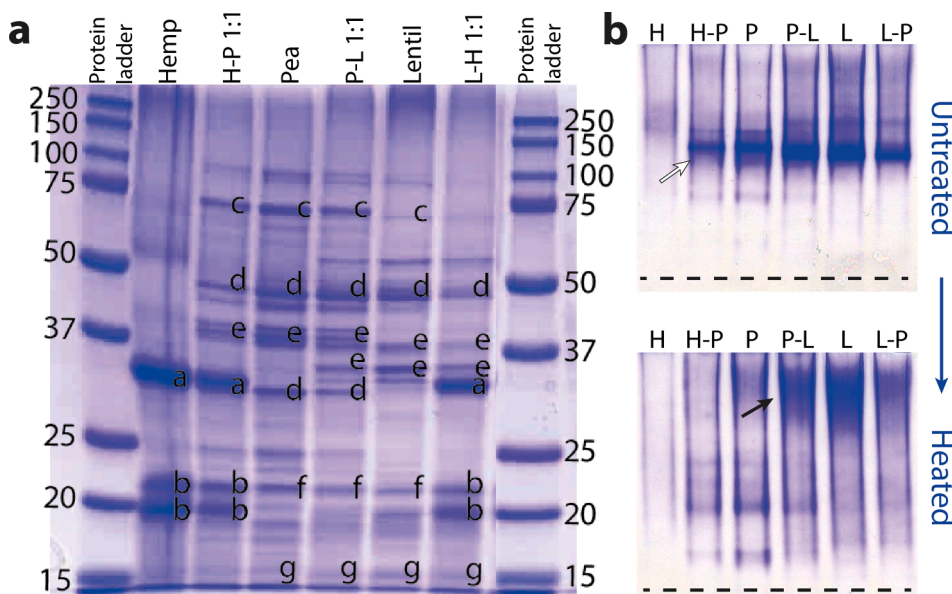 a
Protein ladder
Hemp
H-P 1:1
Pea
P-L 1:1
Lentil
L-H 1:1
Protein ladder
250
150
100
75
50
37
25
20
15
250
150
100
75
50
37
25
20
15
c c c c
d d d d d
e e e e
e e
a a d d a
b b f f f b
b b b
g g g g
b
H H-P P P-L L L-P
Untreated
H H-P P P-L L L-P
Heated